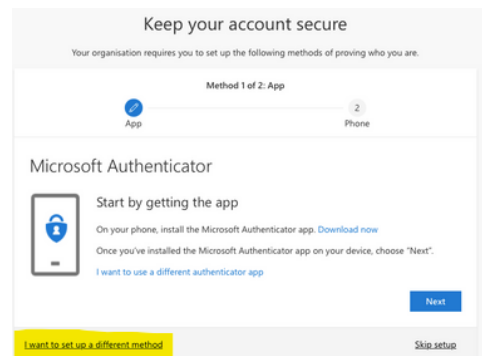 Keep your account secure
Your organisation requires you to set up the following methods of proving who you are.
Method 1 of 2: App
2
App
Phone
Microsoft Authenticator
Start by getting the app
On your phone, install the Microsoft Authenticator app. Download now
Once you've installed the Microsoft Authenticator app on your device, choose "Next".
I want to use a different authenticator app
Next
I want to set up a different method
Skip setup